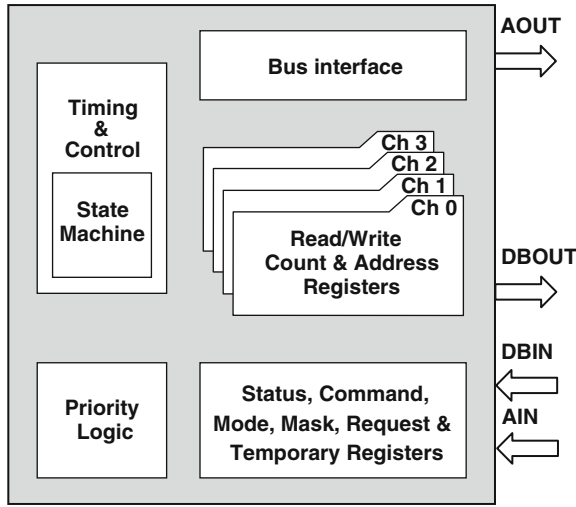 AOUT
Bus interface
Timing
&
Control
State
Machine
Ch 3
Ch 2
Ch 1
Ch 0
Read/Write
Count & Address
Registers
DBOUT
DBIN
AIN
Priority
Logic
Status, Command,
Mode, Mask, Request &
Temporary Registers